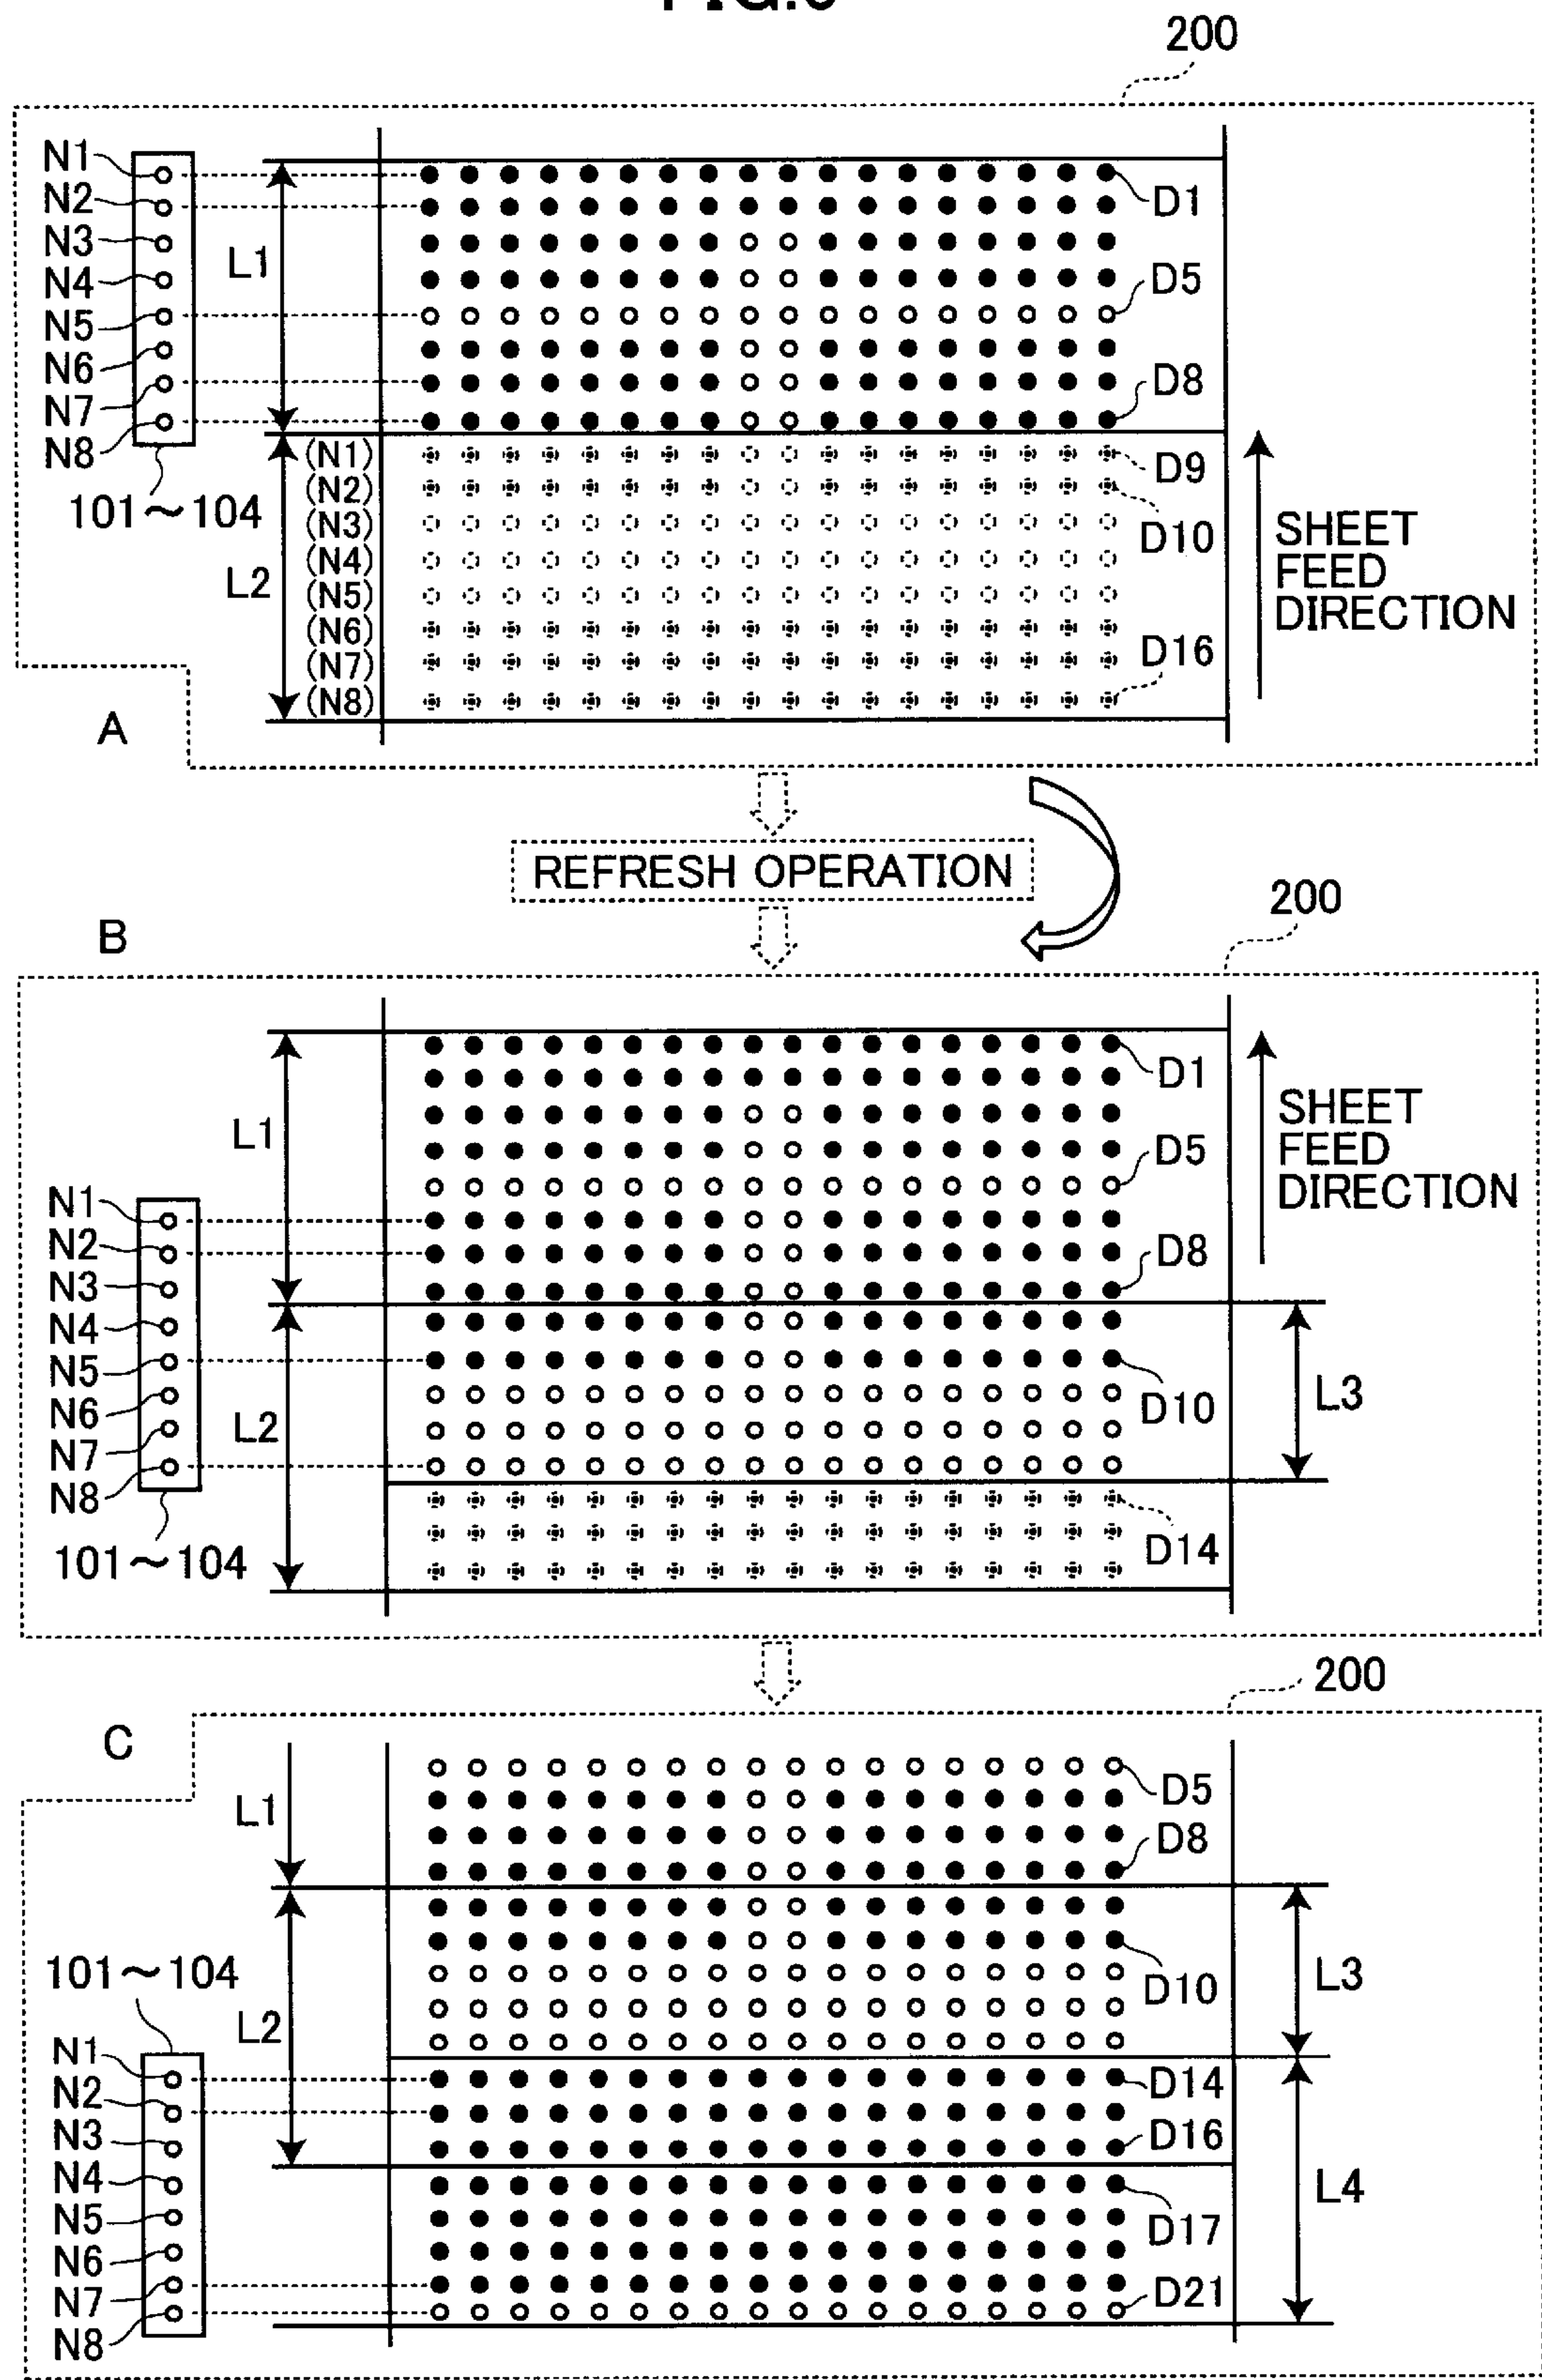 200
N1
N2
N3
N4
N5
N6
N7
N8
101～104
L1
L2
D1
D5
D8
(N1)
(N2)
(N3)
(N4)
(N5)
(N6)
(N7)
(N8)
D9
D10
D16
SHEET
FEED
DIRECTION
A
REFRESH OPERATION
B
200
L1
D1
D5
D8
SHEET
FEED
DIRECTION
N1
N2
N3
N4
N5
N6
N7
N8
101～104
L2
D10
L3
D14
200
C
L1
D5
D8
101～104
L2
D10
L3
N1
N2
N3
N4
N5
N6
N7
N8
D14
D16
D17
D21
L4